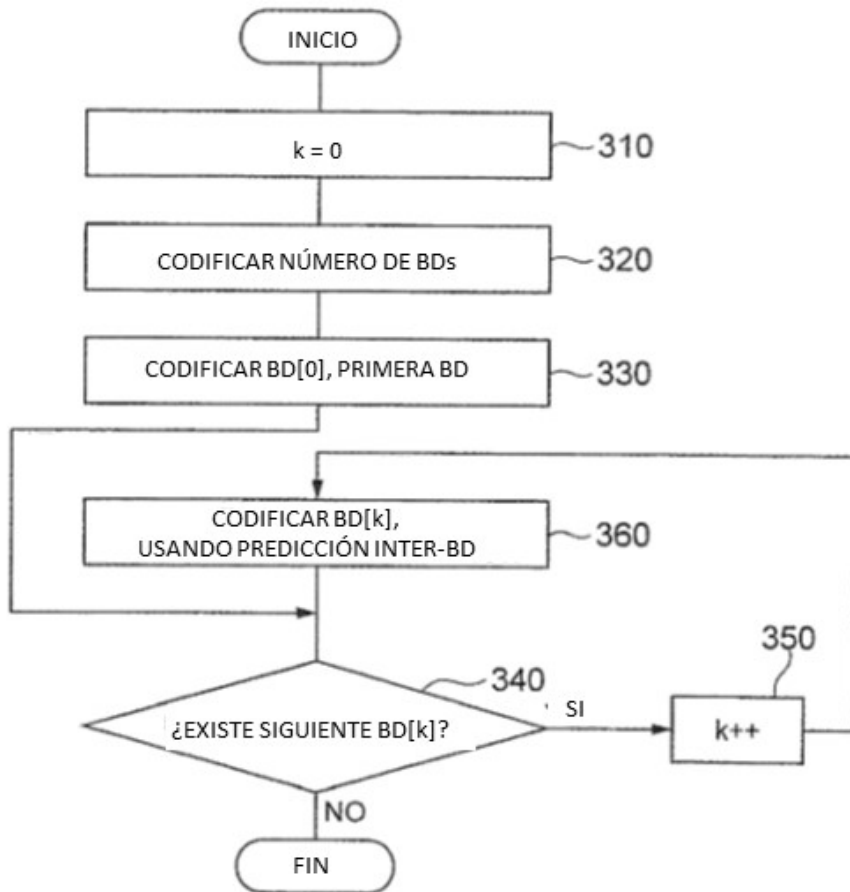 INICIO
k = 0
310
CODIFICAR NÚMERO DE BDs
320
CODIFICAR BD[0], PRIMERA BD
330
CODIFICAR BD[k],
USANDO PREDICCIÓN INTER-BD
360
350
340
¿EXISTE SIGUIENTE BD[k]?
SI
k++
NO
FIN